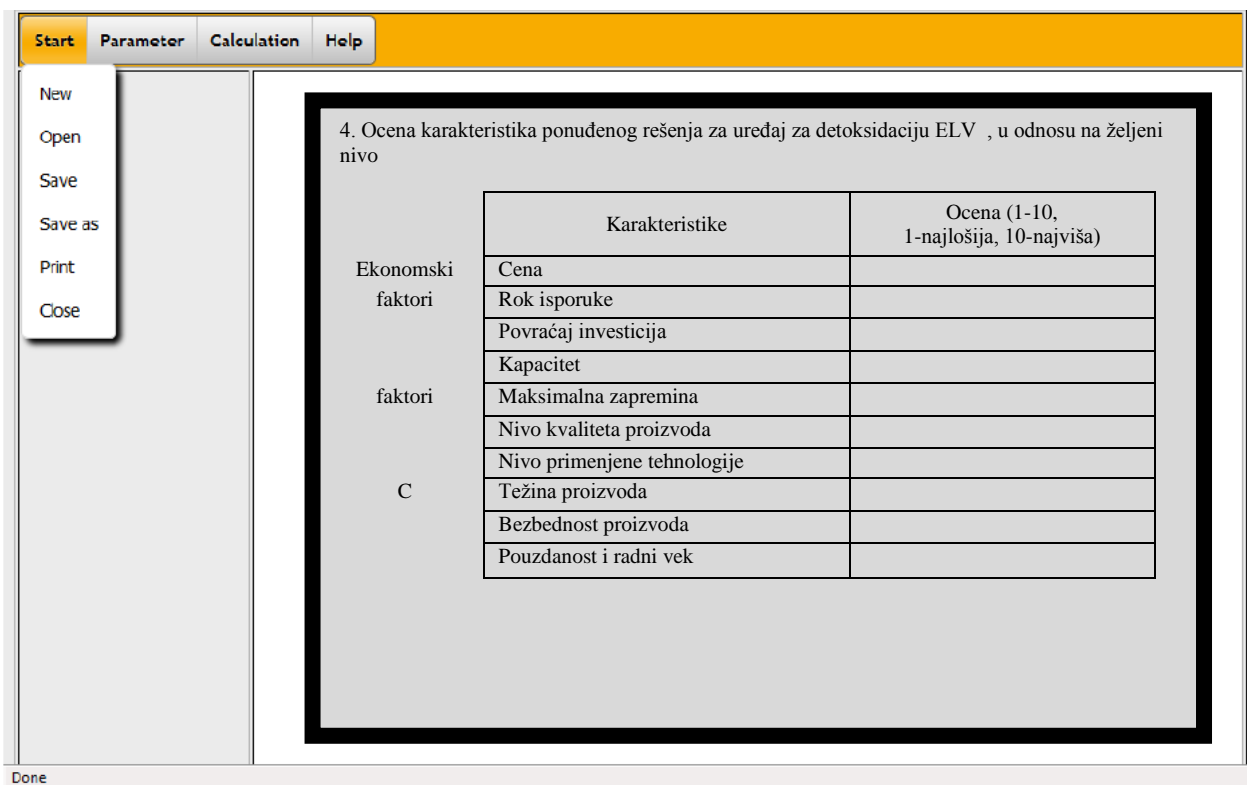 Start Parameter Calculation Help
New
Open
Save
Save as
Print
Close
4. Ocena karakteristika ponuđenog rešenja za uređaj za detoksidaciju ELV , u odnosu na željeni
nivo
Karakteristike
Ocena (1-10,
1-najlošija, 10-najviša)
Ekonomski Cena
faktori Rok isporuke
Povraćaj investicija
Kapacitet
faktori Maksimalna zapremina
Nivo kvaliteta proizvoda
Nivo primenjene tehnologije
C Težina proizvoda
Bezbednost proizvoda
Pouzdanost i radni vek
Done